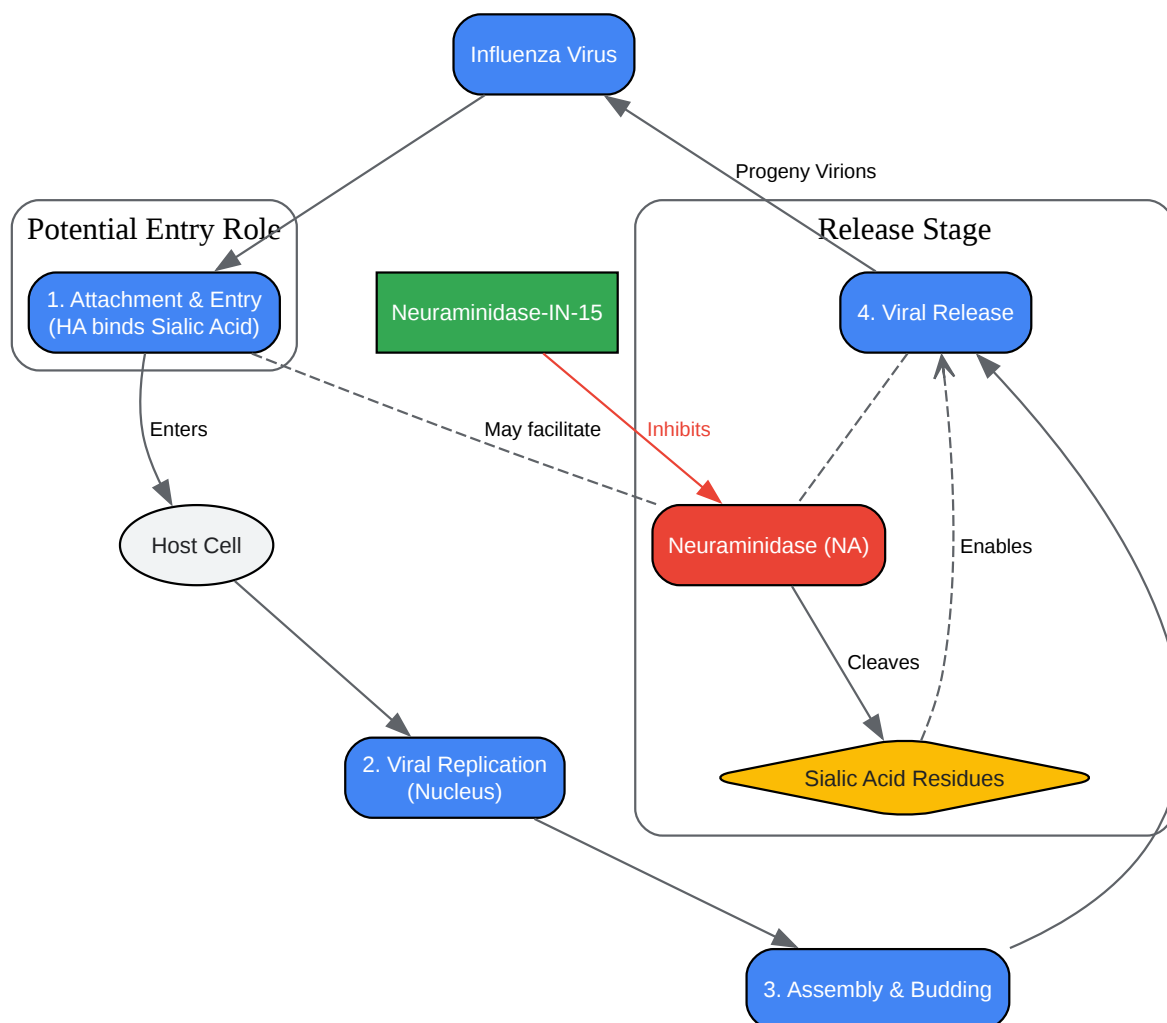 Influenza Virus
Progeny Virions
Potential Entry Role
Release Stage
1. Attachment & Entry
(HA binds Sialic Acid)
Neuraminidase-IN-15
4. Viral Release
Enters
May facilitate
Inhibits
Host Cell
Neuraminidase (NA)
Enables
Cleaves
2. Viral Replication
(Nucleus)
Sialic Acid Residues
3. Assembly & Budding